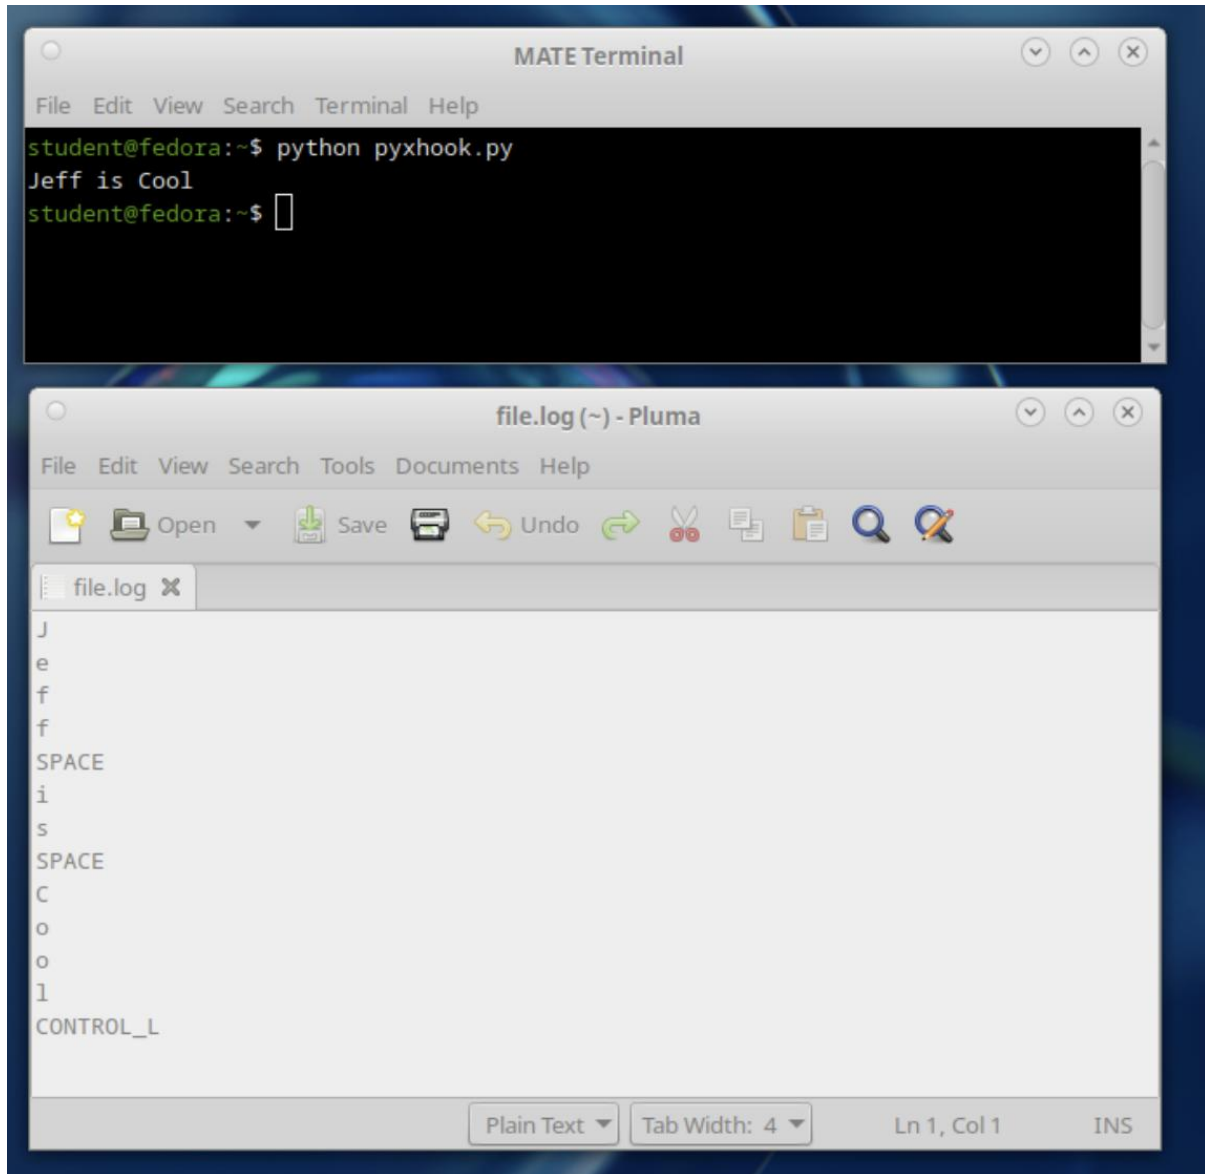 MATE Terminal
File Edit View Search Terminal Help
student@fedora:~$ python pyxhook.py
Jeff is Cool
student@fedora:~$
file.log (~) - Pluma
File Edit View Search Tools Documents Help
Open Save Undo
file.log
J
e
f
f
SPACE
i
s
SPACE
C
o
o
l
CONTROL_L
Plain Text Tab Width: 4 Ln 1, Col 1 INS